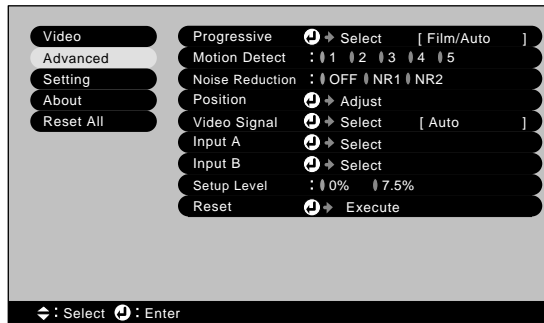 Video
Advanced
Setting
About
Reset All
Progressive Select [ Film/Auto ]
Motion Detect : 1 2 3 4 5
Noise Reduction : OFF NR1 NR2
Position Adjust
Video Signal Select [ Auto ]
Input A Select
Input B Select
Setup Level : 0% 7.5%
Reset Execute
: Select : Enter